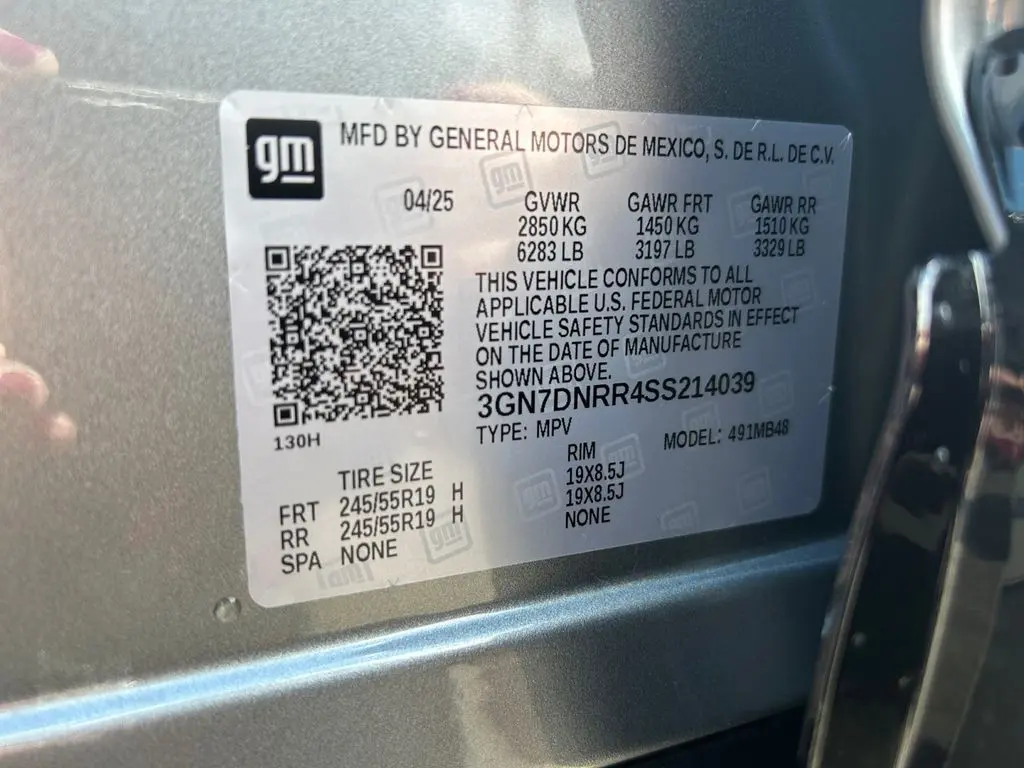 gm
MFD BY GENERAL MOTORS DE MEXICO, S. DE R.L. DE C.V.
04/25 GVWR GAWR FRT GAWR RR
2850 KG 1450 KG 1510 KG
6283 LB 3197 LB 3329 LB
THIS VEHICLE CONFORMS TO ALL
APPLICABLE U.S. FEDERAL MOTOR
VEHICLE SAFETY STANDARDS IN EFFECT
ON THE DATE OF MANUFACTURE
SHOWN ABOVE.
3GN7DNRR4SS214039
TYPE: MPV MODEL: 491MB48
130H
TIRE SIZE RIM
FRT 245/55R19 H 19X8.5J
RR 245/55R19 H 19X8.5J
SPA NONE NONE